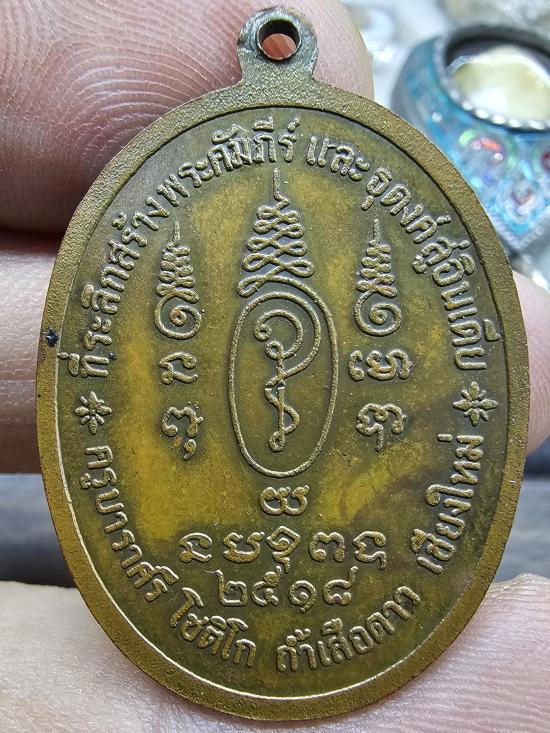 ที่ระลึกสร้างพระคัมภีร์ และ ธุดงค์สู่อินเดีย
ครูบาราศรี โชติโก ถ้ำเสือดาว เชียงใหม่
๒๕๑๘